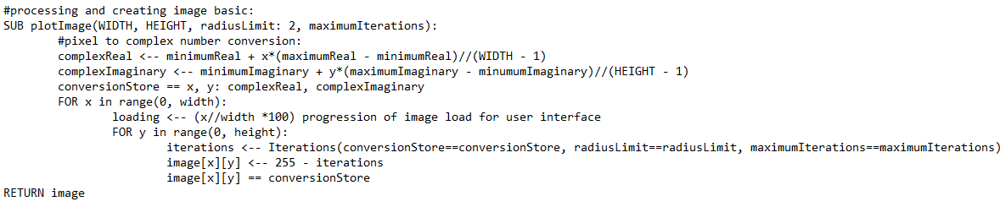 #processing and creating image basic:
SUB plotImage(WIDTH, HEIGHT, radiusLimit: 2, maximumIterations):
#pixel to complex number conversion:
complexReal <-- minimumReal + x*(maximumReal - minimumReal)//(WIDTH - 1)
complexImaginary <-- minimumImaginary + y*(maximumImaginary - minumumImaginary)//(HEIGHT - 1)
conversionStore == x, y: complexReal, complexImaginary
FOR x in range(0, width):
loading <-- (x//width *100) progression of image load for user interface
FOR y in range(0, height):
iterations <-- Iterations(conversionStore==conversionStore, radiusLimit==radiusLimit, maximumIterations==maximumIterations)
image[x][y] <-- 255 - iterations
image[x][y] == conversionStore
RETURN image